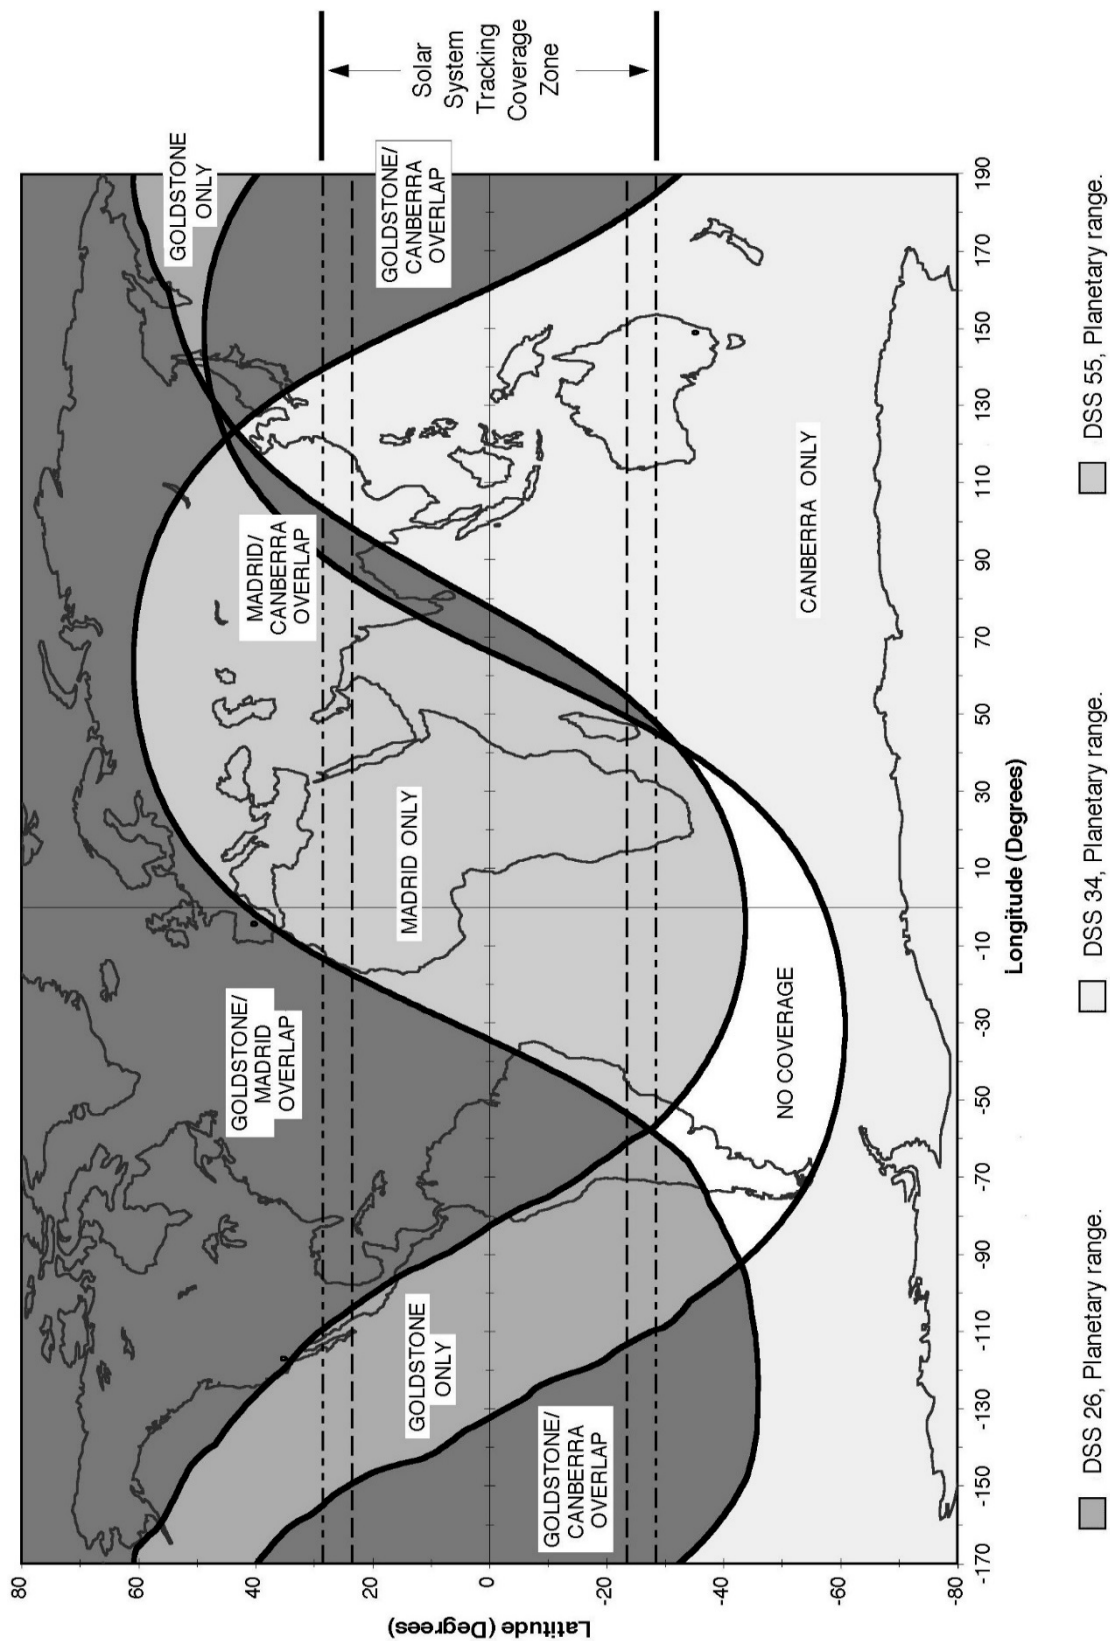 Solar
System
Tracking
Coverage
Zone
GOLDSTONE
ONLY
GOLDSTONE/
CANBERRA
OVERLAP
MADRID/
CANBERRA
OVERLAP
MADRID ONLY
CANBERRA ONLY
GOLDSTONE/
MADRID
OVERLAP
NO COVERAGE
GOLDSTONE
ONLY
GOLDSTONE/
CANBERRA
OVERLAP
Latitude (Degrees)
80
60
40
20
0
-20
-40
-60
-80
-170
-150
-130
-110
-90
-70
-50
-30
-10
10
30
50
70
90
110
130
150
170
190
Longitude (Degrees)
DSS 26, Planetary range.
DSS 34, Planetary range.
DSS 55, Planetary range.